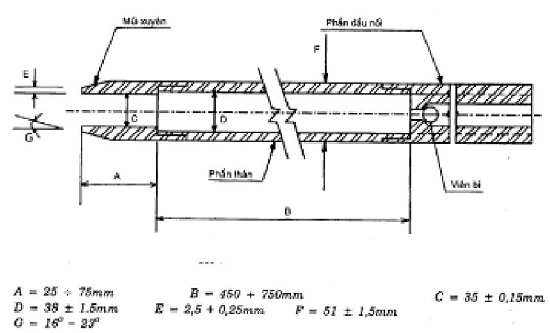 Mũi xuyên
Phần đầu nối
F
E
C
D
G
Phần thân
Viên bi
A
B
A = 25 ÷ 75mm
B = 450 + 750mm
C = 35 ± 0,15mm
D = 38 ± 1.5mm
E = 2,5 + 0,25mm
F = 51 ± 1,5mm
G = 16° - 23°